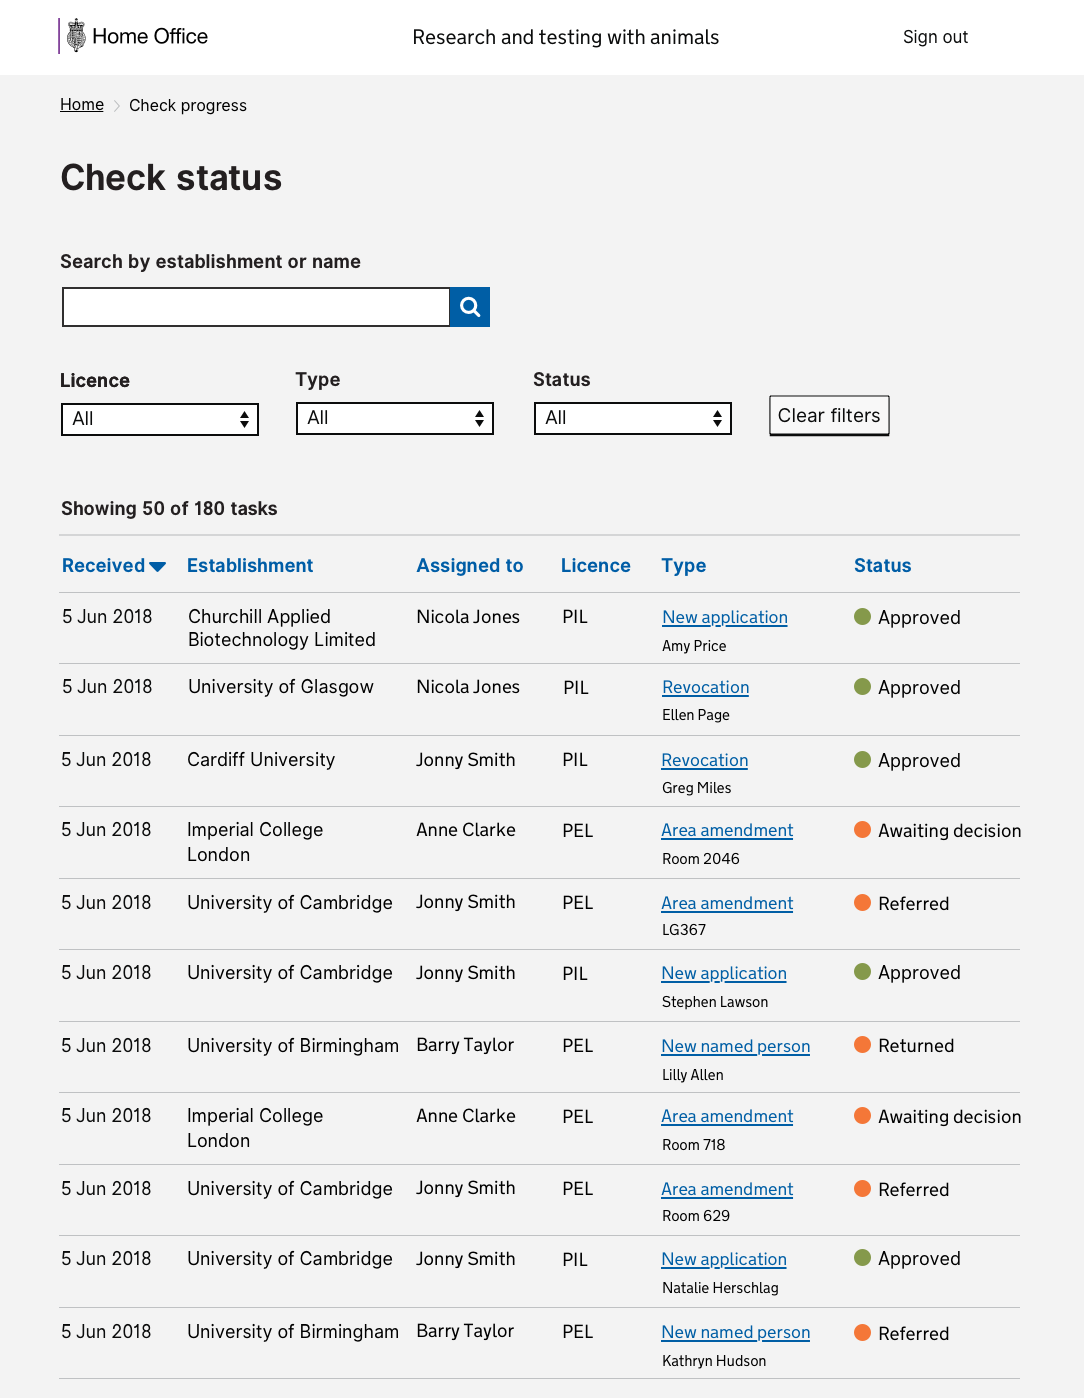 Home Office
Research and testing with animals
Sign out
Home
Check progress
Check status
Search by establishment or name
Licence
Type
Status
All
All
All
Clear filters
Showing 50 of 180 tasks
Received Establishment Assigned to Licence Type Status
5 Jun 2018 Churchill Applied Nicola Jones PIL New application Approved
Biotechnology Limited
Amy Price
5 Jun 2018 University of Glasgow Nicola Jones PIL Revocation Approved
Ellen Page
5 Jun 2018 Cardiff University Jonny Smith PIL Revocation Approved
Greg Miles
5 Jun 2018 Imperial College Anne Clarke PEL Area amendment Awaiting decision
London
Room 2046
5 Jun 2018 University of Cambridge Jonny Smith PEL Area amendment Referred
LG367
5 Jun 2018 University of Cambridge Jonny Smith PIL New application Approved
Stephen Lawson
5 Jun 2018 University of Birmingham Barry Taylor PEL New named person Returned
Lilly Allen
5 Jun 2018 Imperial College Anne Clarke PEL Area amendment Awaiting decision
London
Room 718
5 Jun 2018 University of Cambridge Jonny Smith PEL Area amendment Referred
Room 629
5 Jun 2018 University of Cambridge Jonny Smith PIL New application Approved
Natalie Herschlag
5 Jun 2018 University of Birmingham Barry Taylor PEL New named person Referred
Kathryn Hudson